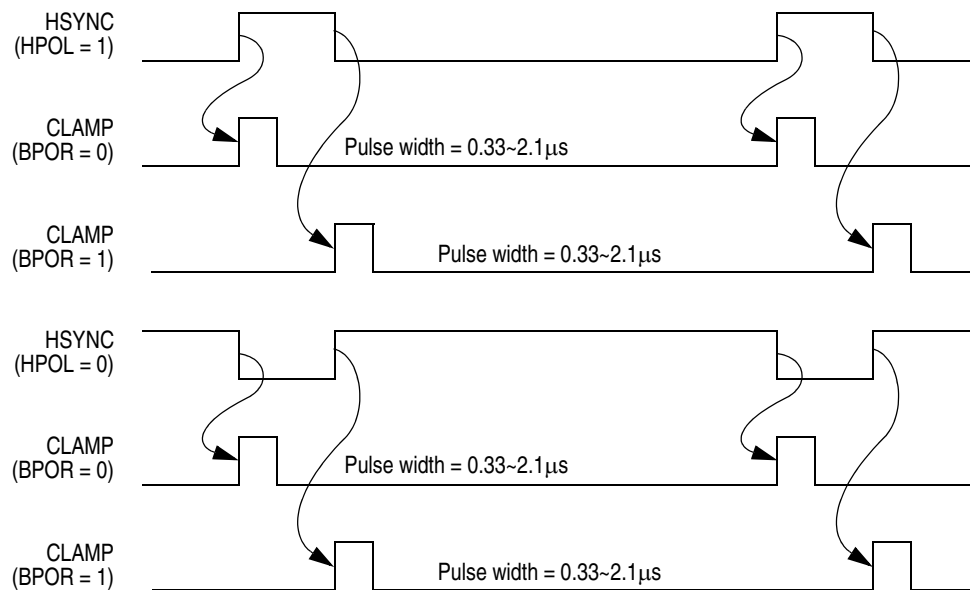 HSYNC
(HPOL = 1)
CLAMP
(BPOR = 0)
Pulse width = 0.33~2.1µs
CLAMP
(BPOR = 1)
Pulse width = 0.33~2.1µs
HSYNC
(HPOL = 0)
CLAMP
(BPOR = 0)
Pulse width = 0.33~2.1µs
CLAMP
(BPOR = 1)
Pulse width = 0.33~2.1µs